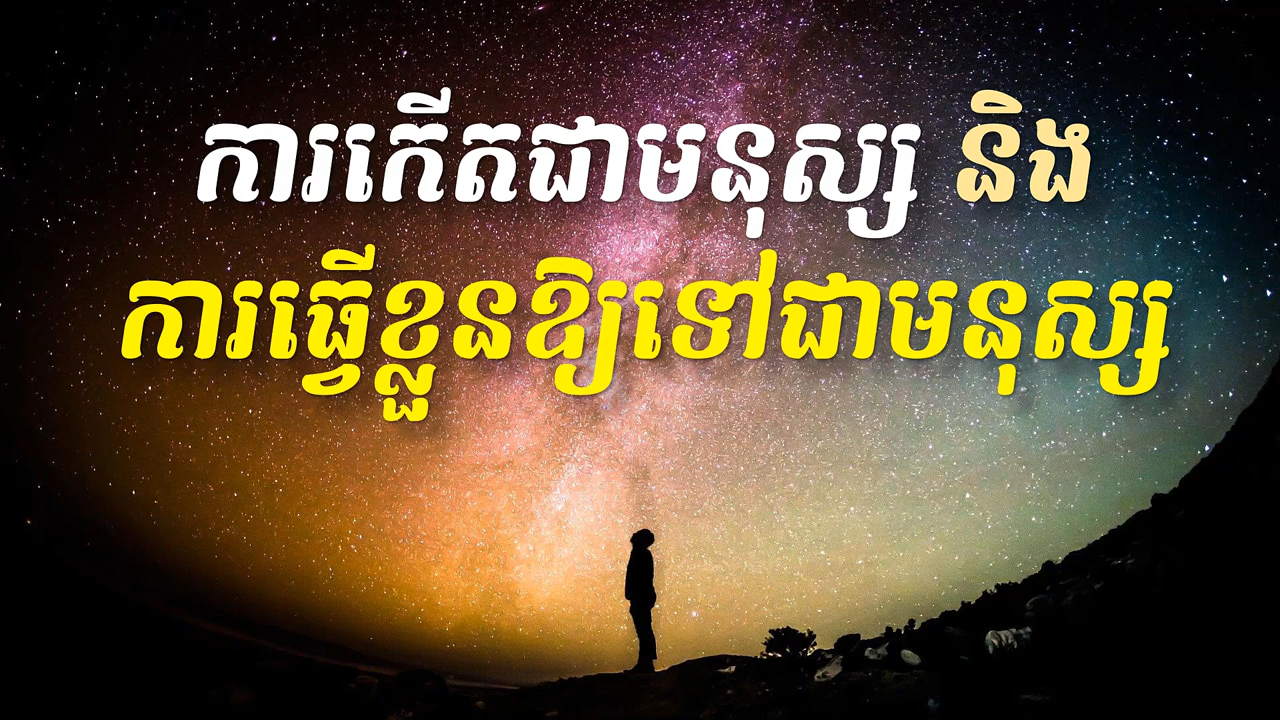 ការកើតជាមនុស្ស និង
ការធ្វើខ្លួនឱ្យទៅជាមនុស្ស